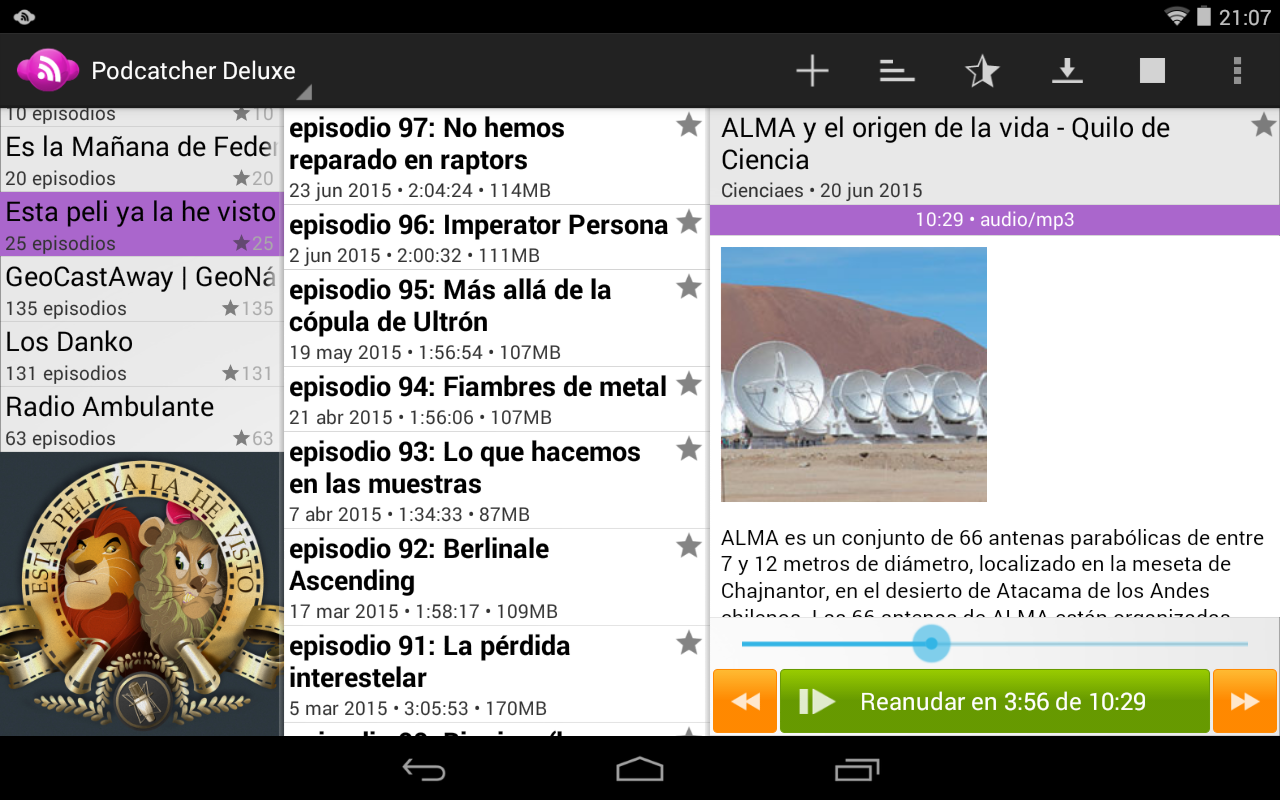 21:07
Podcatcher Deluxe
10 episodios
10
Es la Mañana de Feder
20 episodios
20
Esta peli ya la he visto
25 episodios
25
GeoCastAway | GeoNá
135 episodios
135
Los Danko
131 episodios
131
Radio Ambulante
63 episodios
63
ESTA PELI YA LA HE VISTO
episodio 97: No hemos
reparado en raptors
23 jun 2015 • 2:04:24 • 114MB
episodio 96: Imperator Persona
2 jun 2015 • 2:00:32 • 111MB
episodio 95: Más allá de la
cópula de Ultrón
19 may 2015 • 1:56:54 • 107MB
episodio 94: Fiambres de metal
21 abr 2015 • 1:56:06 • 107MB
episodio 93: Lo que hacemos
en las muestras
7 abr 2015 • 1:34:33 • 87MB
episodio 92: Berlinale
Ascending
17 mar 2015 • 1:58:17 • 109MB
episodio 91: La pérdida
interestelar
5 mar 2015 • 3:05:53 • 170MB
ALMA y el origen de la vida - Quilo de
Ciencia
Cienciaes • 20 jun 2015
10:29 • audio/mp3
ALMA es un conjunto de 66 antenas parabólicas de entre
7 y 12 metros de diámetro, localizado en la meseta de
Chajnantor, en el desierto de Atacama de los Andes
chilenos. Las 66 antenas de ALMA están organizadas
Reanudar en 3:56 de 10:29